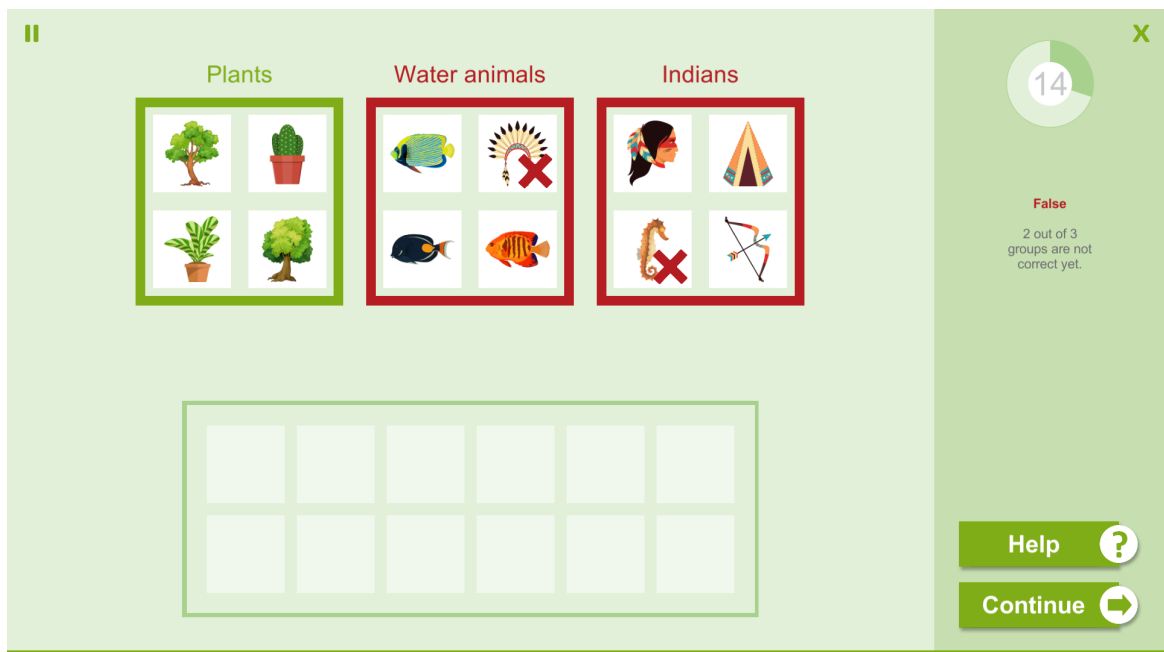 X
Plants
Water animals
Indians
14
False
2 out of 3
groups are not
correct yet.
Help ?
Continue